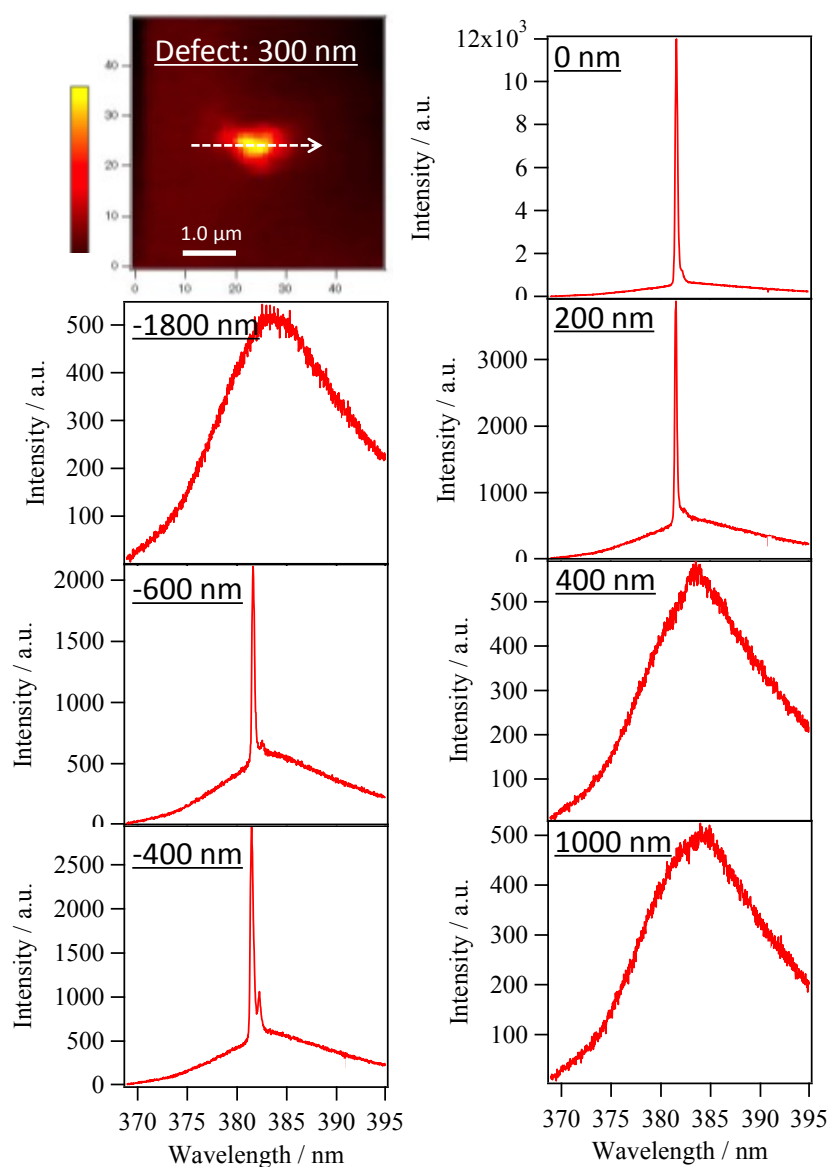 Defect: 300 nm
40
30
20
10
0
1.0 µm
0 10 20 30 40
-1800 nm
Intensity / a.u.
500
400
300
200
100
-600 nm
Intensity / a.u.
2000
1500
1000
500
0
-400 nm
Intensity / a.u.
2500
2000
1500
1000
500
0
370 375 380 385 390 395
Wavelength / nm
0 nm
Intensity / a.u.
12x10³
10
8
6
4
2
0
200 nm
Intensity / a.u.
3000
2000
1000
0
400 nm
Intensity / a.u.
500
400
300
200
100
1000 nm
Intensity / a.u.
500
400
300
200
100
370 375 380 385 390 395
Wavelength / nm